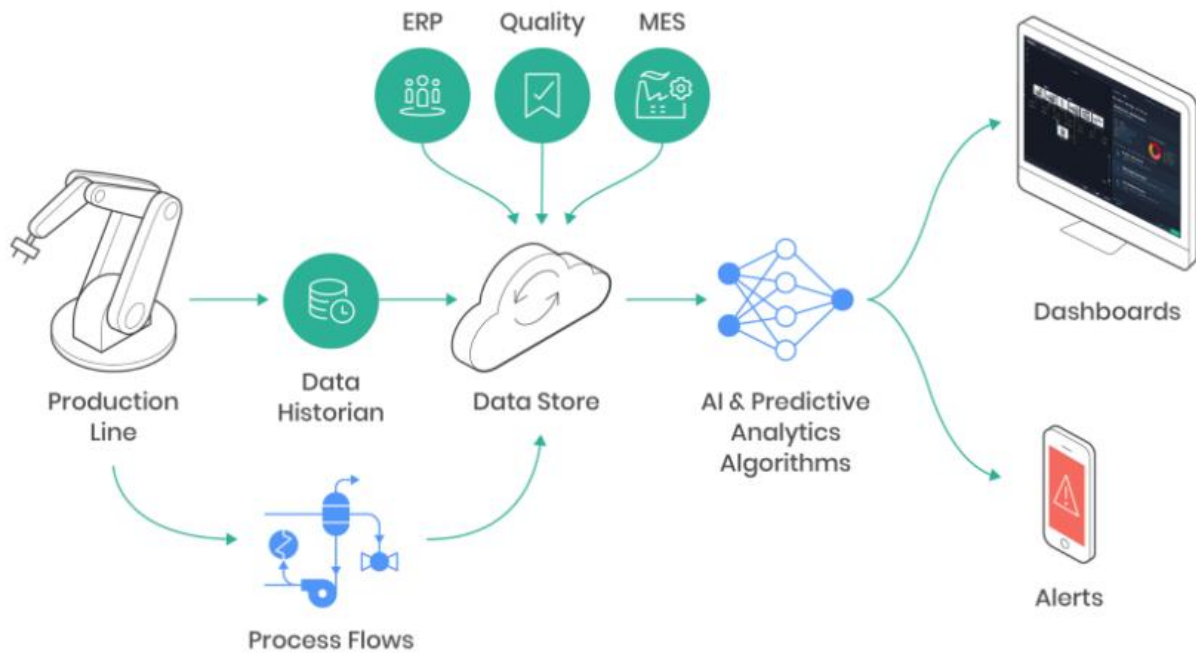 ERP
Quality
MES
Production
Line
Data
Historian
Data Store
AI & Predictive
Analytics
Algorithms
Dashboards
Alerts
Process Flows